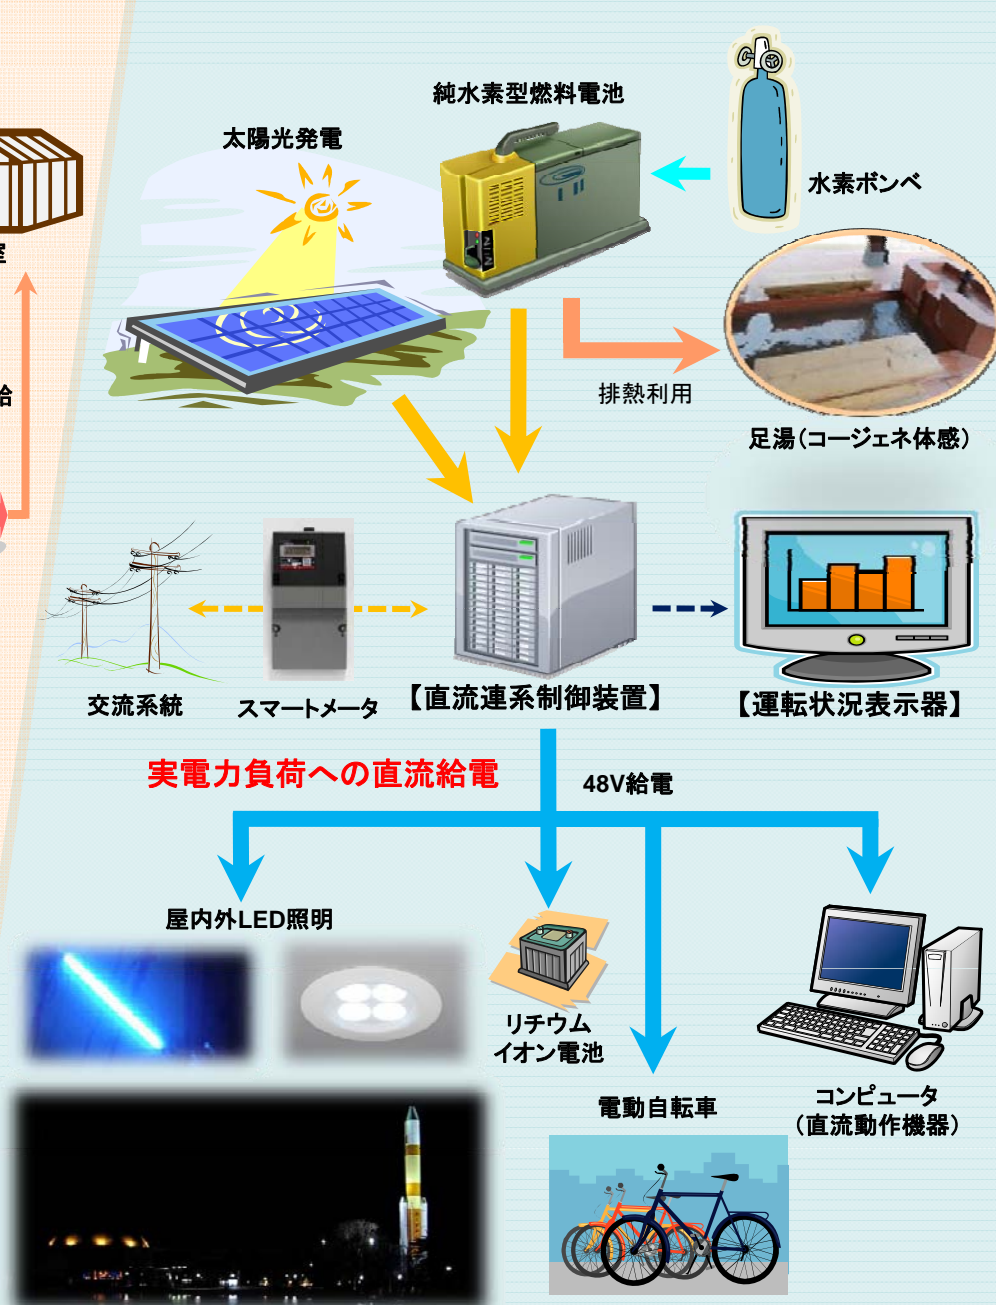 純水素型燃料電池
太陽光発電
水素ボンベ
室
給
排熱利用
足湯（コージェネ体感）
交流系統
スマートメータ
【直流連系制御装置】
【運転状況表示器】
実電力負荷への直流給電
48V給電
屋内外LED照明
リチウム
イオン電池
電動自転車
コンピュータ
（直流動作機器）